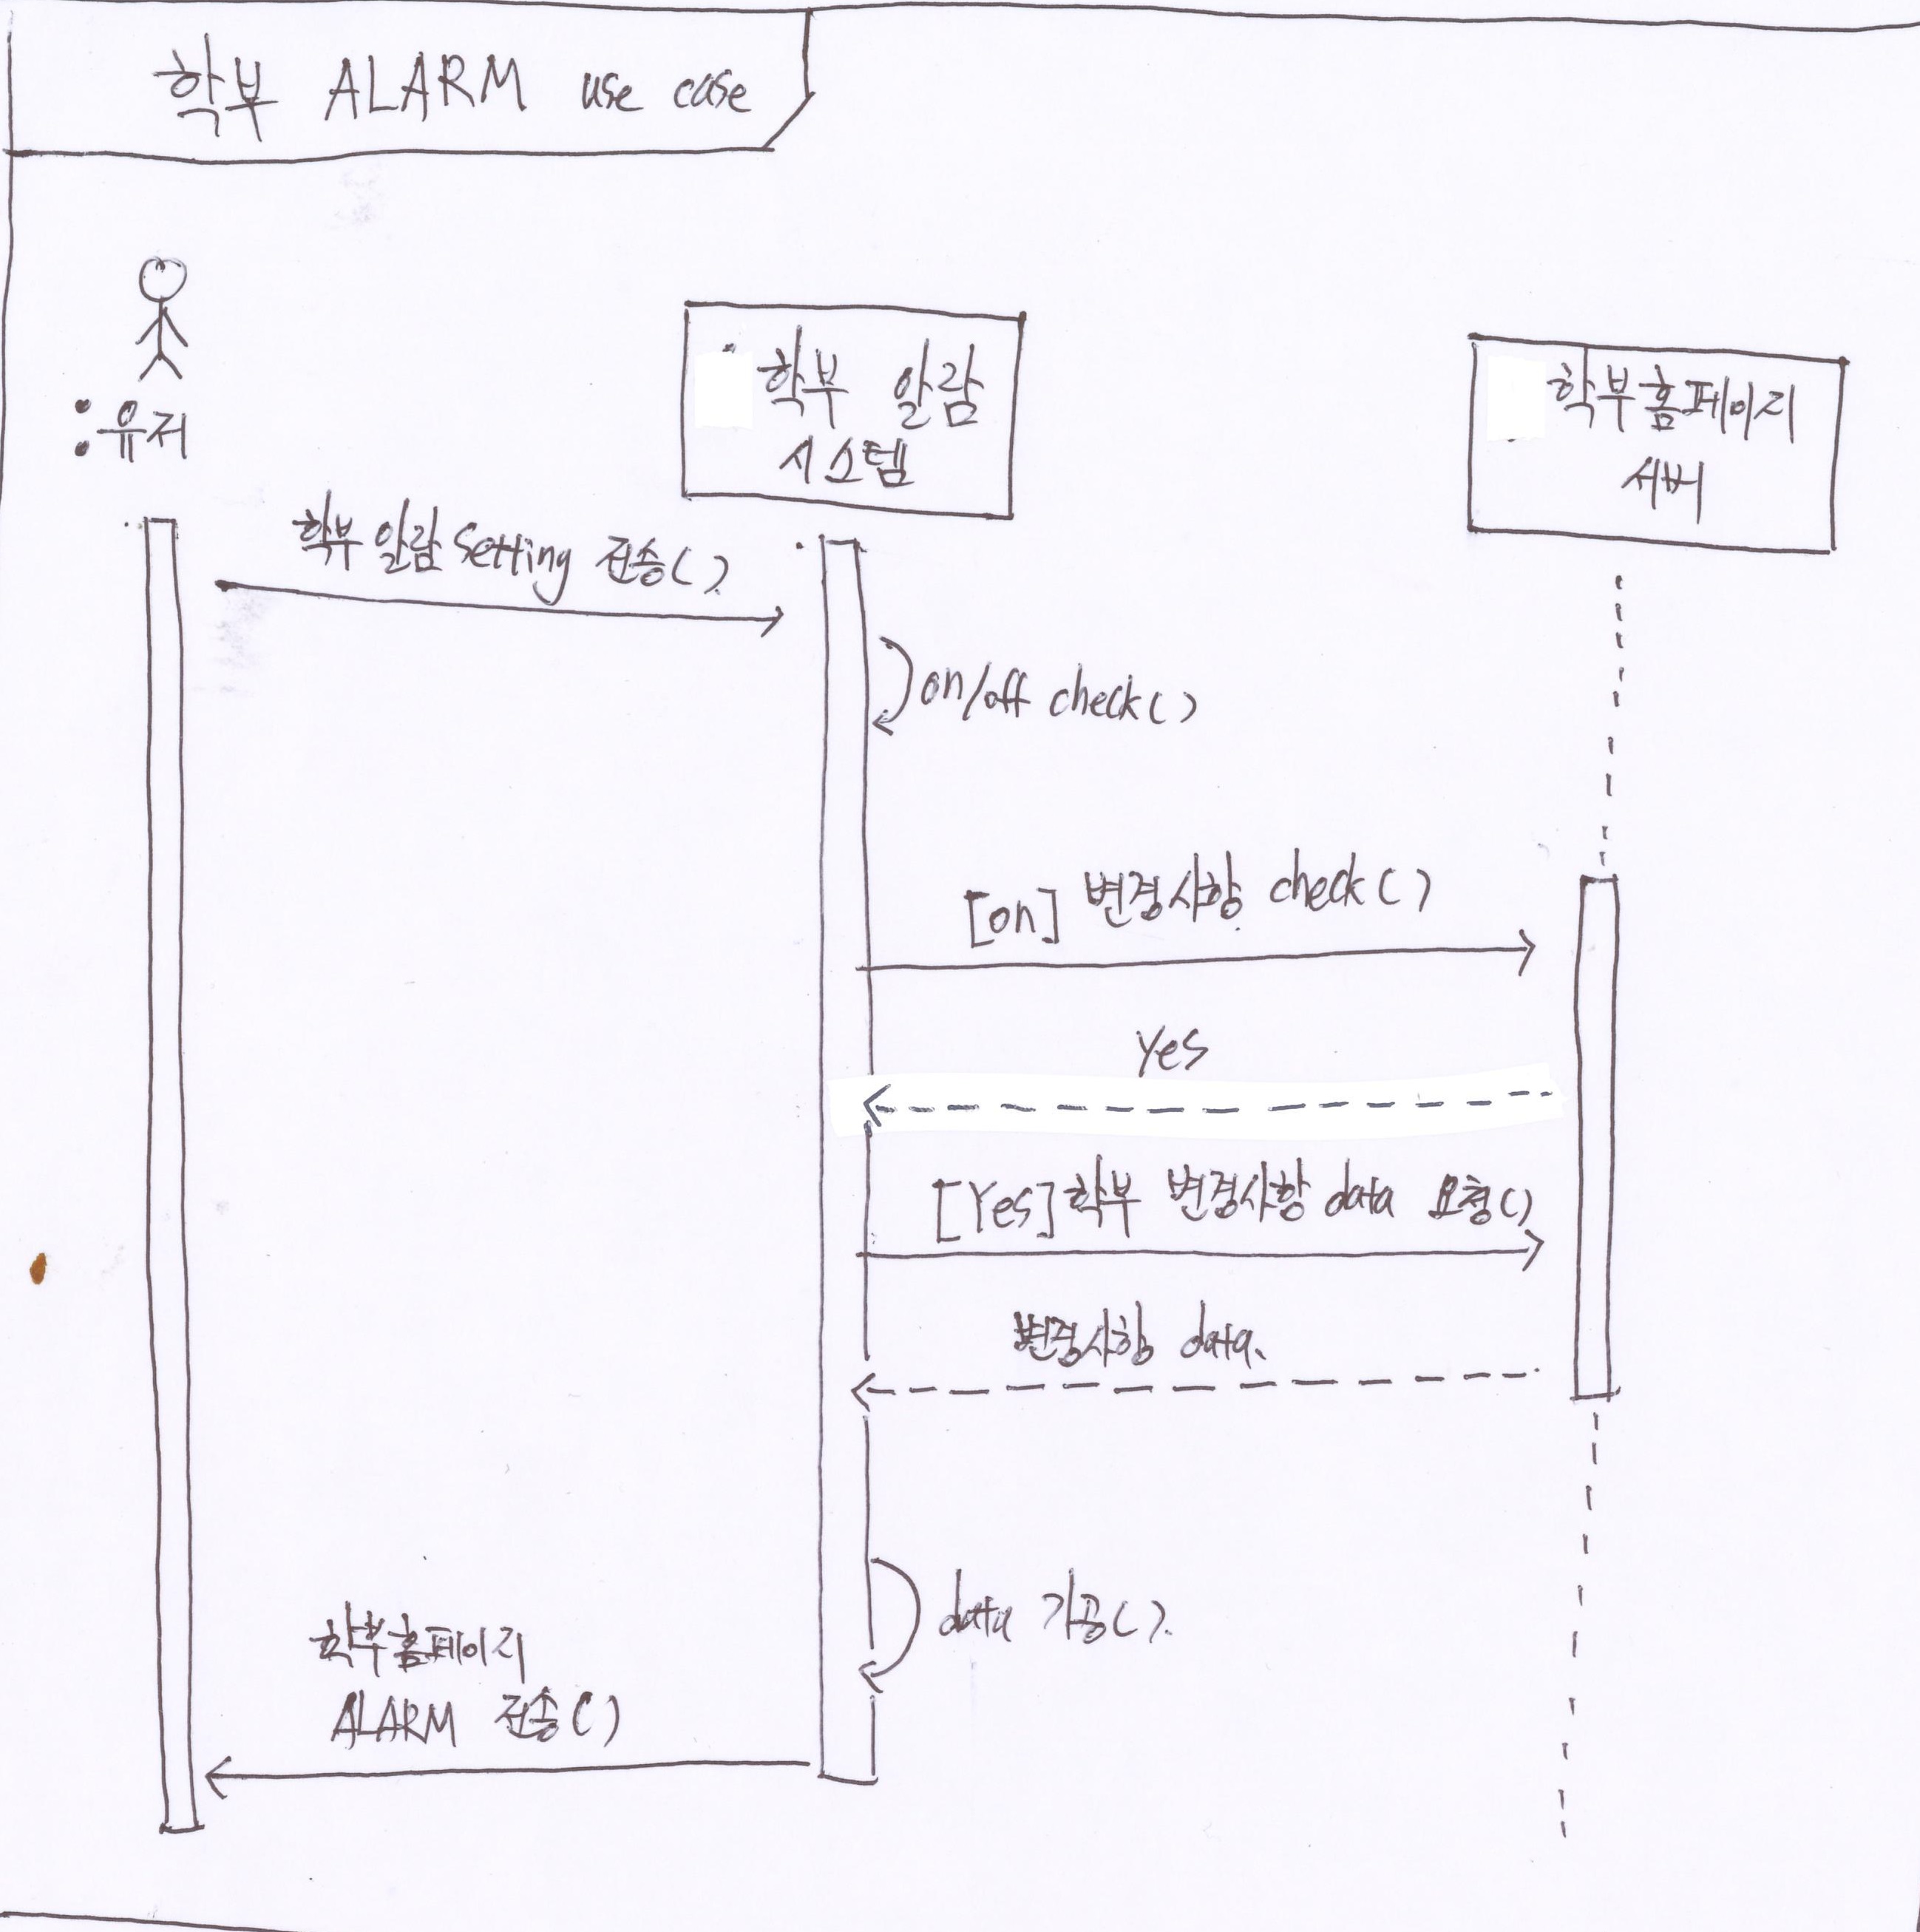 학부 ALARM use case
:유저
학부 알람
시스템
학부홈페이지
서버
학부 알람 setting 전송()
on/off check()
[on] 변경사항 check()
Yes
[Yes] 학부 변경사항 data 요청()
변경사항 data.
data 가공().
학부홈페이지
ALARM 전송()